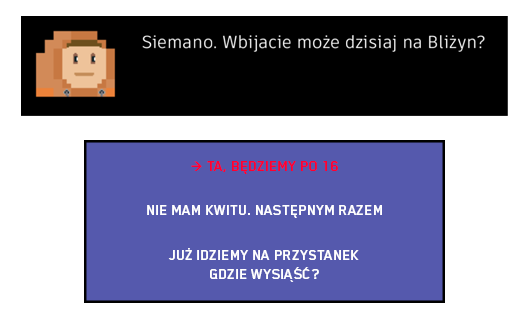 Siemano. Wbijacie może dzisiaj na Bliżyn?
→ TA. BĘDZIEMY PO 16
NIE MAM KWITU. NASTĘPNYM RAZEM
JUŻ IDZIEMY NA PRZYSTANEK
GDZIE WYSIĄŚĆ?